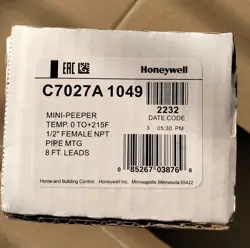 EAC
Honeywell
C7027A 1049
2232
DATE CODE
3 05:30 PM
MINI-PEEPER
TEMP. 0 TO+215F
1/2" FEMALE NPT
PIPE MTG
8 FT. LEADS
0 85267 03876 8
Home and Building Control Honeywell Inc. Minneapolis,Minnesota 55422